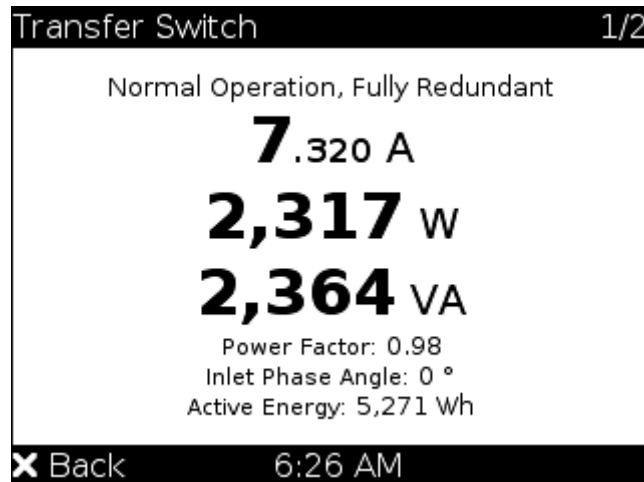 Transfer Switch 1/2
Normal Operation, Fully Redundant
7.320 A
2,317 W
2,364 VA
Power Factor: 0.98
Inlet Phase Angle: 0 °
Active Energy: 5,271 Wh
Back 6:26 AM